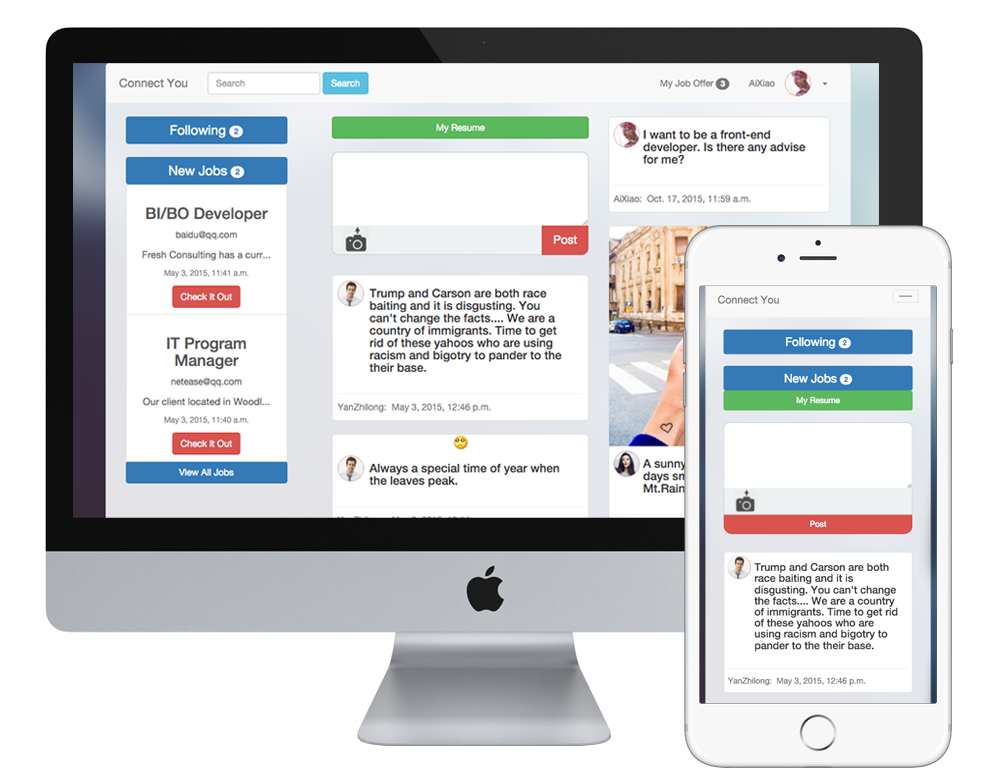 Connect You
Search
Search
My Job Offer 3
AiXiao
Following 2
New Jobs 2
BI/BO Developer
baidu@qq.com
Fresh Consulting has a curr...
May 3, 2015, 11:41 a.m.
Check It Out
IT Program
Manager
netease@qq.com
Our client located in Woodl...
May 3, 2015, 11:40 a.m.
Check It Out
View All Jobs
My Resume
Post
Trump and Carson are both race
baiting and it is disgusting. You
can't change the facts.... We are a
country of immigrants. Time to get
rid of these yahoos who are using
racism and bigotry to pander to the
their base.
YanZhilong: May 3, 2015, 12:46 p.m.
Always a special time of year when
the leaves peak.
I want to be a front-end
developer. Is there any advise
for me?
AiXiao: Oct. 17, 2015, 11:59 a.m.
A sunny
days
Mt.Rain
Connect You
Following 2
New Jobs 2
My Resume
Post
Trump and Carson are both
race baiting and it is
disgusting. You can't change
the facts.... We are a country
of immigrants. Time to get rid
of these yahoos who are
using racism and bigotry to
pander to the their base.
YanZhilong: May 3, 2015, 12:46 p.m.